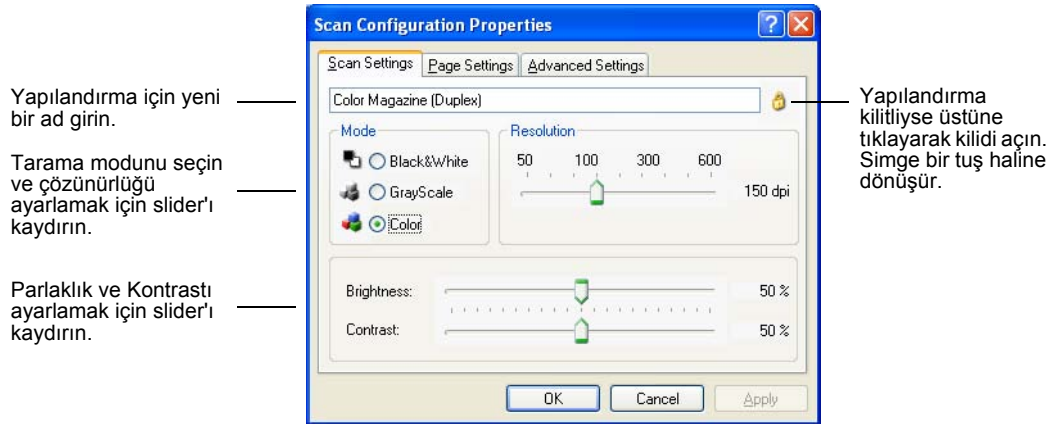 Scan Configuration Properties
Scan Settings Page Settings Advanced Settings
Yapılandırma için yeni
bir ad girin.
Color Magazine (Duplex)
Yapılandırma
kilitliyse üstüne
tıklayarak kilidi açın.
Simge bir tuş haline
dönüşür.
Tarama modunu seçin
ve çözünürlüğü
ayarlamak için slider'ı
kaydırın.
Mode
Black&White
GrayScale
Color
Resolution
50 100 300 600
150 dpi
Parlaklık ve Kontrastı
ayarlamak için slider'ı
kaydırın.
Brightness: 50 %
Contrast: 50 %
OK Cancel Apply